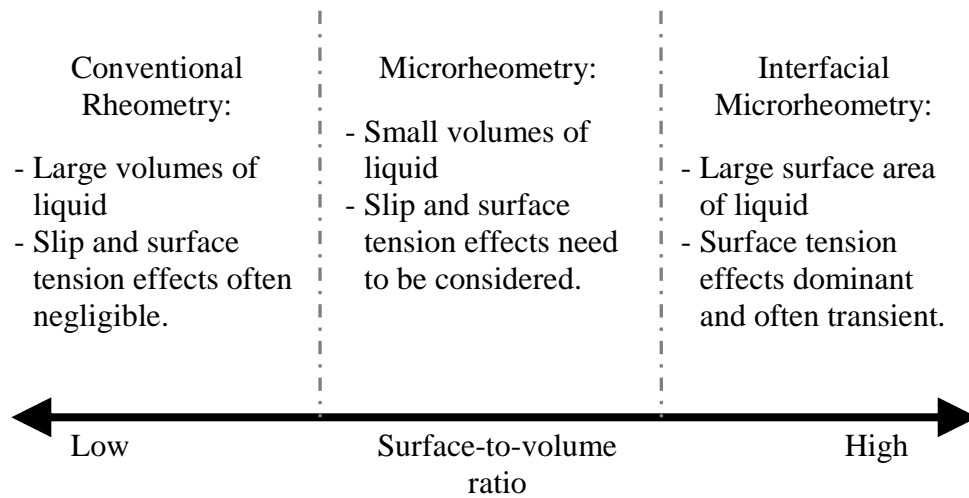 Conventional
Rheometry:
- Large volumes of
liquid
- Slip and surface
tension effects often
negligible.
Microrheometry:
- Small volumes of
liquid
- Slip and surface
tension effects need
to be considered.
Interfacial
Microrheometry:
- Large surface area
of liquid
- Surface tension
effects dominant
and often transient.
Low
Surface-to-volume
ratio
High